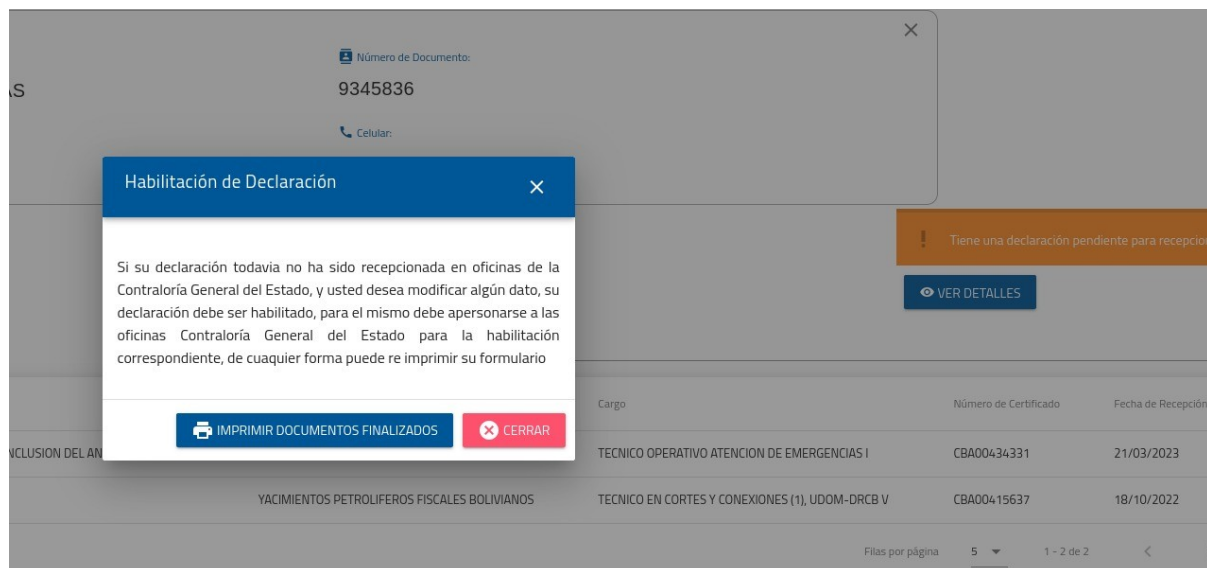 Número de Documento:
9345836
AS
Celular:
Habilitación de Declaración
Si su declaración todavia no ha sido recepcionada en oficinas de la
Contraloría General del Estado, y usted desea modificar algún dato, su
declaración debe ser habilitado, para el mismo debe apersonarse a las
oficinas Contraloría General del Estado para la habilitación
correspondiente, de cuaquier forma puede re imprimir su formulario
IMPRIMIR DOCUMENTOS FINALIZADOS CERRAR
Tiene una declaración pendiente para recepcio
VER DETALLES
Cargo Número de Certificado Fecha de Recepción
NCLUSION DEL AN TECNICO OPERATIVO ATENCION DE EMERGENCIAS I CBA00434331 21/03/2023
YACIMIENTOS PETROLIFEROS FISCALES BOLIVIANOS TECNICO EN CORTES Y CONEXIONES (1), UDOM-DRCB V CBA00415637 18/10/2022
Filas por página 5 1 - 2 de 2